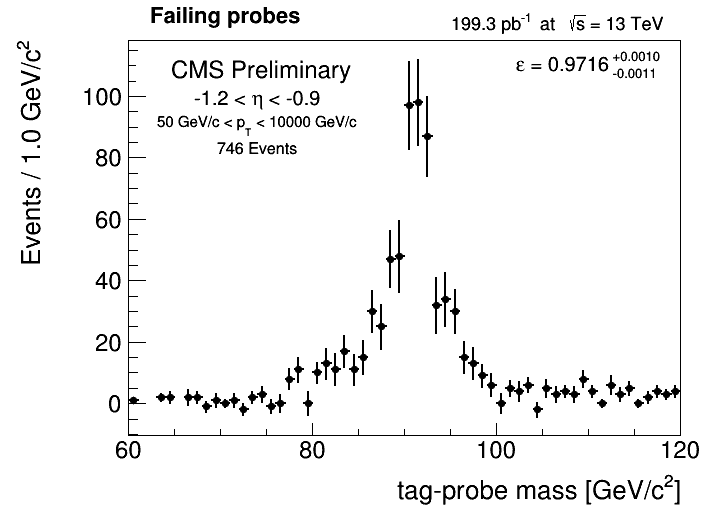 Failing probes
199.3 pb⁻¹ at √s = 13 TeV
CMS Preliminary
-1.2 < η < -0.9
50 GeV/c < p_T < 10000 GeV/c
746 Events
ε = 0.9716 +0.0010 -0.0011
Events / 1.0 GeV/c²
100
80
60
40
20
0
60 80 100 120
tag-probe mass [GeV/c²]